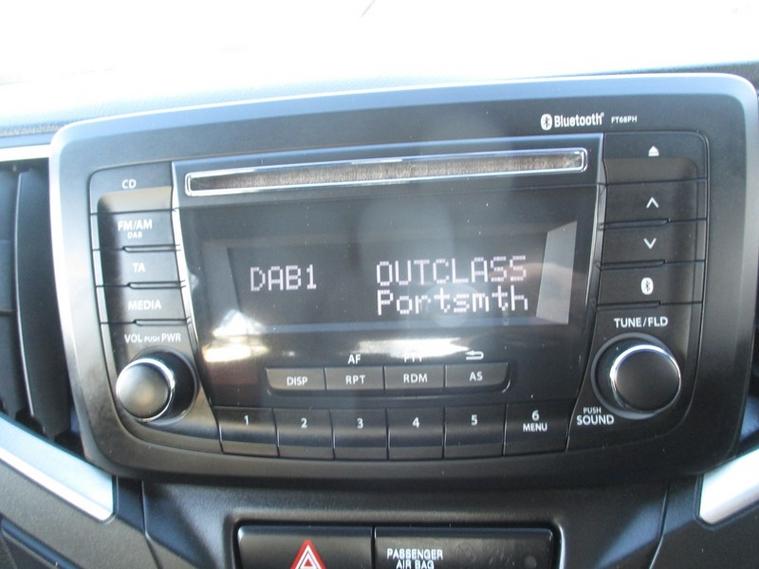 Bluetooth® FT68PH
CD
FM/AM
DAB
TA
MEDIA
VOL PUSH PWR
DAB1 OUTCLASS
Portsmth
TUNE/FLD
AF PTY
DISP RPT RDM AS
1 2 3 4 5 6
MENU
PUSH
SOUND
PASSENGER
AIR BAG